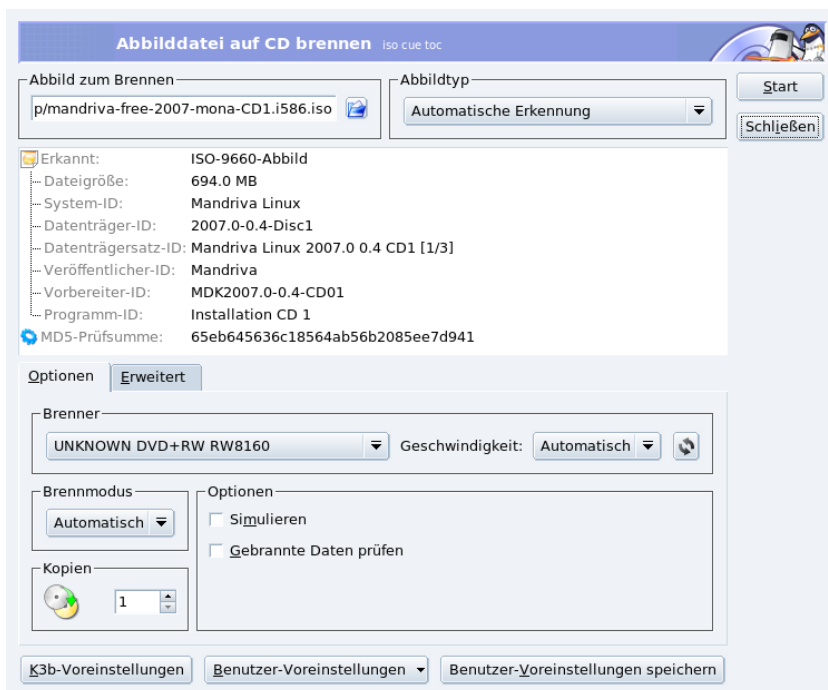 Abbilddatei auf CD brennen iso cue toc
Abbild zum Brennen
Abbildtyp
p/mandriva-free-2007-mona-CD1.i586.iso
Automatische Erkennung
Start
Schließen
Erkannt: ISO-9660-Abbild
Dateigröße: 694.0 MB
System-ID: Mandriva Linux
Datenträger-ID: 2007.0-0.4-Disc1
Datenträgersatz-ID: Mandriva Linux 2007.0 0.4 CD1 [1/3]
Veröffentlicher-ID: Mandriva
Vorbereiter-ID: MDK2007.0-0.4-CD01
Programm-ID: Installation CD 1
MD5-Prüfsumme: 65eb645636c18564ab56b2085ee7d941
Optionen
Erweitert
Brenner
UNKNOWN DVD+RW RW8160
Geschwindigkeit: Automatisch
Brennmodus
Automatisch
Optionen
Simulieren
Gebrannte Daten prüfen
Kopien
1
K3b-Voreinstellungen
Benutzer-Voreinstellungen
Benutzer-Voreinstellungen speichern